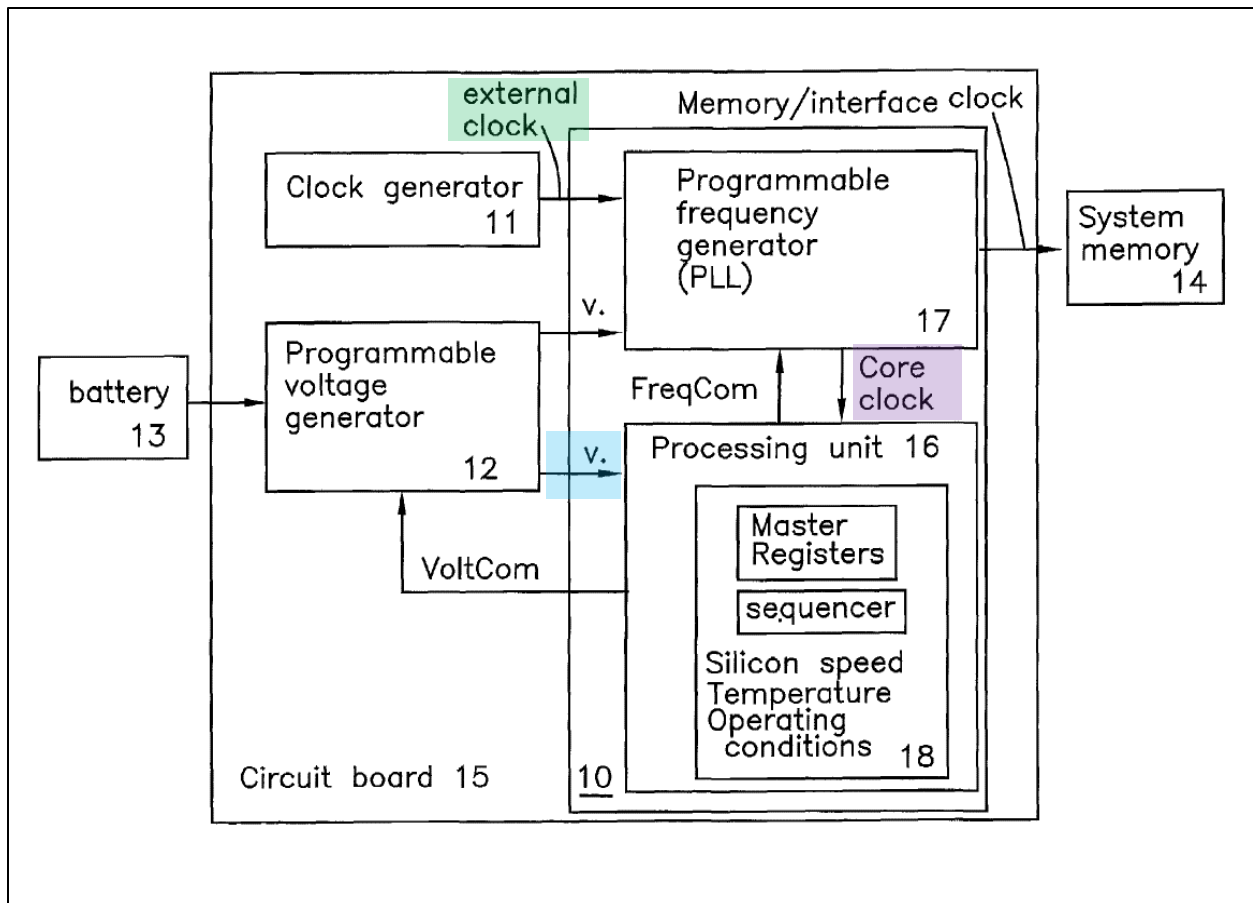 external
clock
Memory/interface clock
Clock generator
11
Programmable
frequency
generator
(PLL)
17
System
memory
14
v.
battery
13
Programmable
voltage
generator
12
FreqCom
Core
clock
v.
VoltCom
Processing unit 16
Master
Registers
sequencer
Silicon speed
Temperature
Operating
conditions
18
Circuit board 15
10